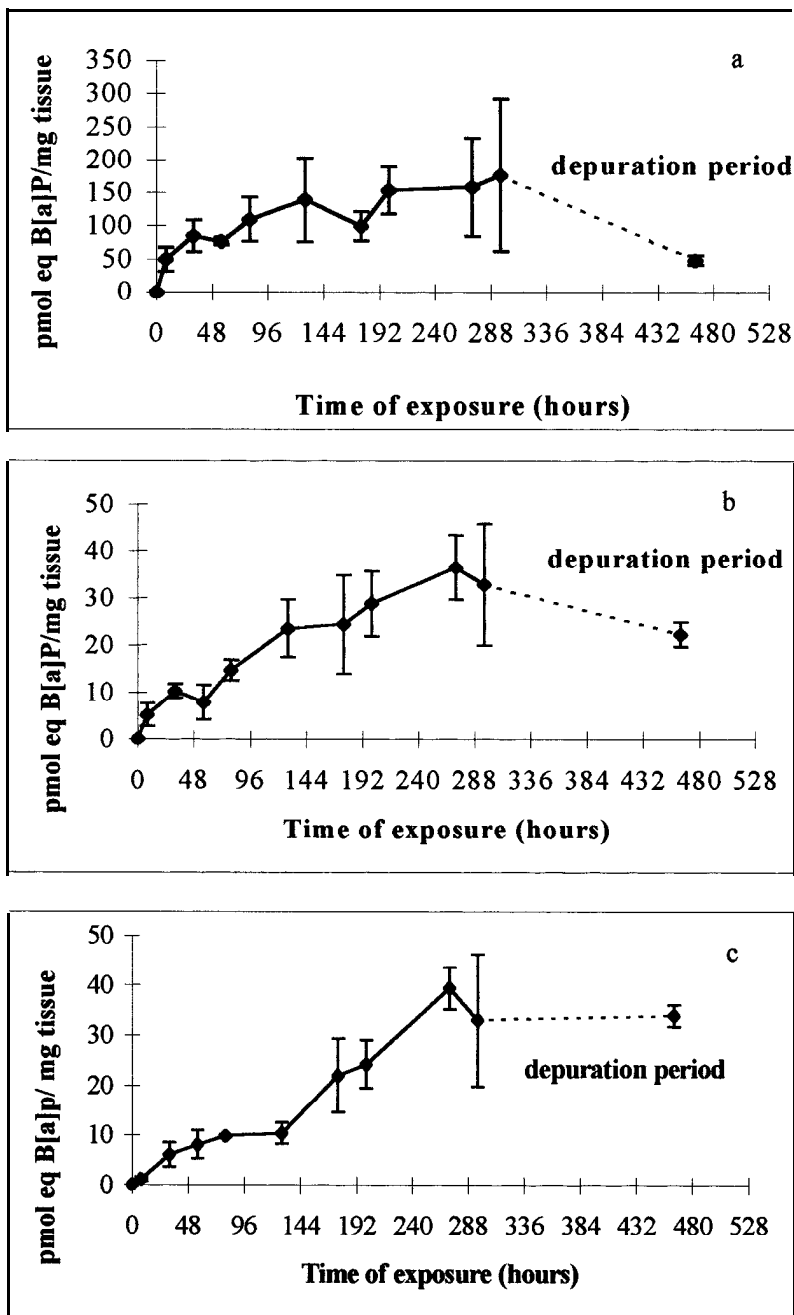 a
350
300
250
200
150
100
50
0
depuration period
pmol eq B[a]P/mg tissue
0 48 96 144 192 240 288 336 384 432 480 528
Time of exposure (hours)
b
50
40
30
20
10
0
depuration period
pmol eq B[a]P/mg tissue
0 48 96 144 192 240 288 336 384 432 480 528
Time of exposure (hours)
c
50
40
30
20
10
0
depuration period
pmol eq B[a]p/ mg tissue
0 48 96 144 192 240 288 336 384 432 480 528
Time of exposure (hours)